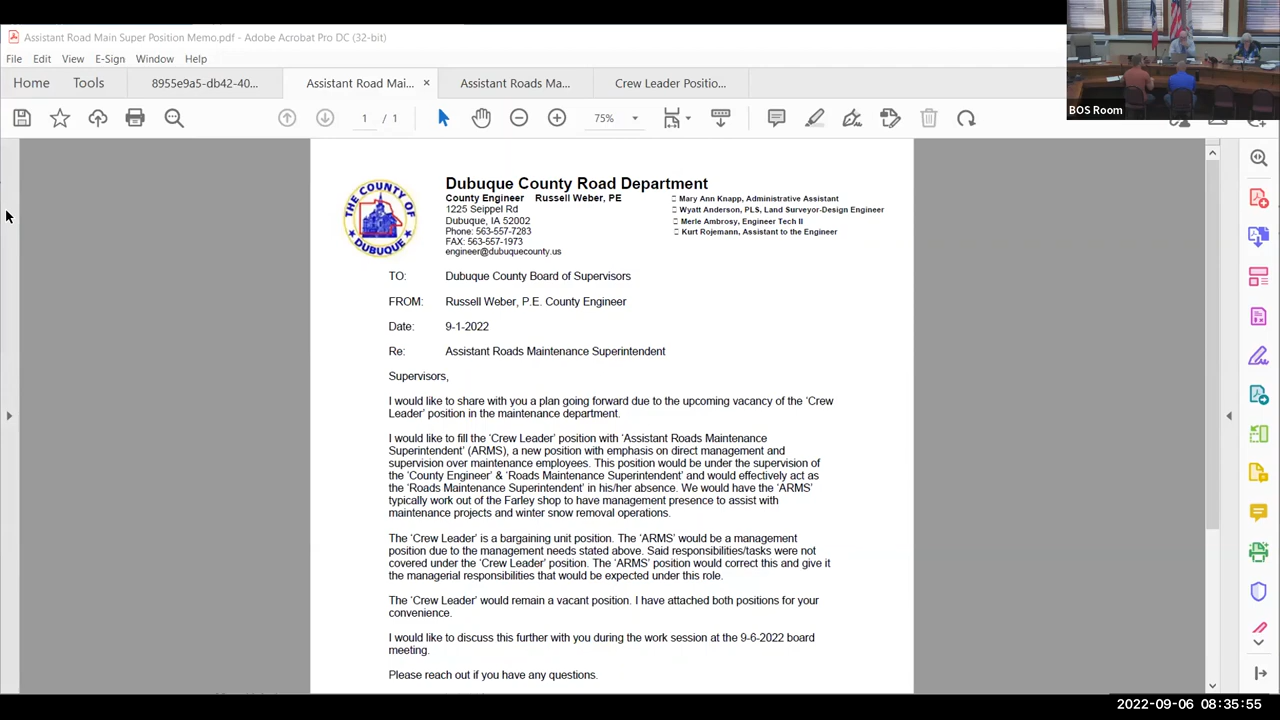 Assistant Road Main Super Position Memo.pdf - Adobe Acrobat Pro DC (32-bit)
File Edit View E-Sign Window Help
Home Tools 8955e9a5-db42-40... Assistant Road Mai... × Assistant Roads Ma... Crew Leader Positio...
1 / 1 75%
BOS Room
THE COUNTY OF DUBUQUE
Dubuque County Road Department
County Engineer Russell Weber, PE
1225 Seippel Rd
Dubuque, IA 52002
Phone: 563-557-7283
FAX: 563-557-1973
engineer@dubuquecounty.us
Mary Ann Knapp, Administrative Assistant
Wyatt Anderson, PLS, Land Surveyor-Design Engineer
Merle Ambrosy, Engineer Tech II
Kurt Rojemann, Assistant to the Engineer
TO: Dubuque County Board of Supervisors
FROM: Russell Weber, P.E. County Engineer
Date: 9-1-2022
Re: Assistant Roads Maintenance Superintendent
Supervisors,
I would like to share with you a plan going forward due to the upcoming vacancy of the 'Crew
Leader' position in the maintenance department.
I would like to fill the 'Crew Leader' position with 'Assistant Roads Maintenance
Superintendent' (ARMS), a new position with emphasis on direct management and
supervision over maintenance employees. This position would be under the supervision of
the 'County Engineer' & 'Roads Maintenance Superintendent' and would effectively act as
the 'Roads Maintenance Superintendent' in his/her absence. We would have the 'ARMS'
typically work out of the Farley shop to have management presence to assist with
maintenance projects and winter snow removal operations.
The 'Crew Leader' is a bargaining unit position. The 'ARMS' would be a management
position due to the management needs stated above. Said responsibilities/tasks were not
covered under the 'Crew Leader' position. The 'ARMS' position would correct this and give it
the managerial responsibilities that would be expected under this role.
The 'Crew Leader' would remain a vacant position. I have attached both positions for your
convenience.
I would like to discuss this further with you during the work session at the 9-6-2022 board
meeting.
Please reach out if you have any questions.
2022-09-06 08:35:55